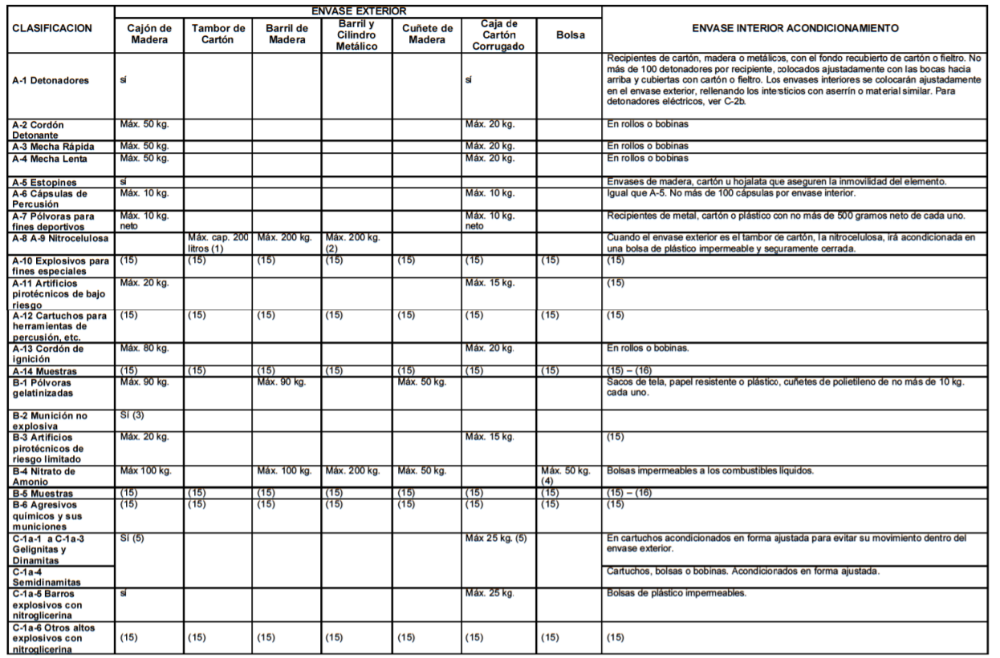 ENVASE EXTERIOR
CLASIFICACION
Cajón de
Madera
Tambor de
Cartón
Barril de
Madera
Barril y
Cilindro
Metálico
Cuñete de
Madera
Caja de
Cartón
Corrugado
Bolsa
ENVASE INTERIOR ACONDICIONAMIENTO
A-1 Detonadores
sí
sí
Recipientes de cartón, madera o metálicos, con el fondo recubierto de cartón o fieltro. No
más de 100 detonadores por recipiente, colocados ajustadamente con las bocas hacia
arriba y cubiertas con cartón o fieltro. Los envases interiores se colocarán ajustadamente
en el envase exterior, rellenando los intersticios con aserrín o material similar. Para
detonadores eléctricos, ver C-2b.
A-2 Cordón
Detonante
Máx. 50 kg.
Máx. 20 kg.
En rollos o bobinas
A-3 Mecha Rápida
Máx. 50 kg.
Máx. 20 kg.
En rollos o bobinas
A-4 Mecha Lenta
Máx. 50 kg.
Máx. 20 kg.
En rollos o bobinas
A-5 Estopines
sí
Envases de madera, cartón u hojalata que aseguren la inmovilidad del elemento.
A-6 Cápsulas de
Percusión
Máx. 10 kg.
Máx. 10 kg.
Igual que A-5. No más de 100 cápsulas por envase interior.
A-7 Pólvoras para
fines deportivos
Máx. 10 kg.
neto
Máx. 10 kg.
neto
Recipientes de metal, cartón o plástico con no más de 500 gramos neto de cada uno.
A-8 A-9 Nitrocelulosa
Máx. cap. 200
litros (1)
Máx. 200 kg.
Máx. 200 kg.
(2)
Cuando el envase exterior es el tambor de cartón, la nitrocelulosa, irá acondicionada en
una bolsa de plástico impermeable y seguramente cerrada.
A-10 Explosivos para
fines especiales
(15)
(15)
(15)
(15)
(15)
(15)
(15)
(15)
A-11 Artificios
pirotécnicos de bajo
riesgo
Máx. 20 kg.
Máx. 15 kg.
(15)
A-12 Cartuchos para
herramientas de
percusión, etc.
(15)
(15)
(15)
(15)
(15)
(15)
(15)
(15)
A-13 Cordón de
ignición
Máx. 80 kg.
Máx. 20 kg.
En rollos o bobinas.
A-14 Muestras
(15)
(15)
(15)
(15)
(15)
(15)
(15)
(15) – (16)
B-1 Pólvoras
gelatinizadas
Máx. 90 kg.
Máx. 90 kg.
Máx. 50 kg.
Sacos de tela, papel resistente o plástico, cuñetes de polietileno de no más de 10 kg.
cada uno.
B-2 Munición no
explosiva
Sí (3)
B-3 Artificios
pirotécnicos de
riesgo limitado
Máx. 20 kg.
Máx. 15 kg.
(15)
B-4 Nitrato de
Amonio
Máx 100 kg.
Máx. 100 kg.
Máx. 200 kg.
Máx. 50 kg.
Máx. 50 kg.
(4)
Bolsas impermeables a los combustibles líquidos.
B-5 Muestras
(15)
(15)
(15)
(15)
(15)
(15)
(15)
(15) – (16)
B-6 Agresivos
químicos y sus
municiones
(15)
(15)
(15)
(15)
(15)
(15)
(15)
(15)
C-1a-1 a C-1a-3
Gelignitas y
Dinamitas
Sí (5)
Máx 25 kg. (5)
En cartuchos acondicionados en forma ajustada para evitar su movimiento dentro del
envase exterior.
C-1a-4
Semidinamitas
Cartuchos, bolsas o bobinas. Acondicionados en forma ajustada.
C-1a-5 Barros
explosivos con
nitroglicerina
sí
Máx. 25 kg.
Bolsas de plástico impermeables.
C-1a-6 Otros altos
explosivos con
nitroglicerina
(15)
(15)
(15)
(15)
(15)
(15)
(15)
(15)